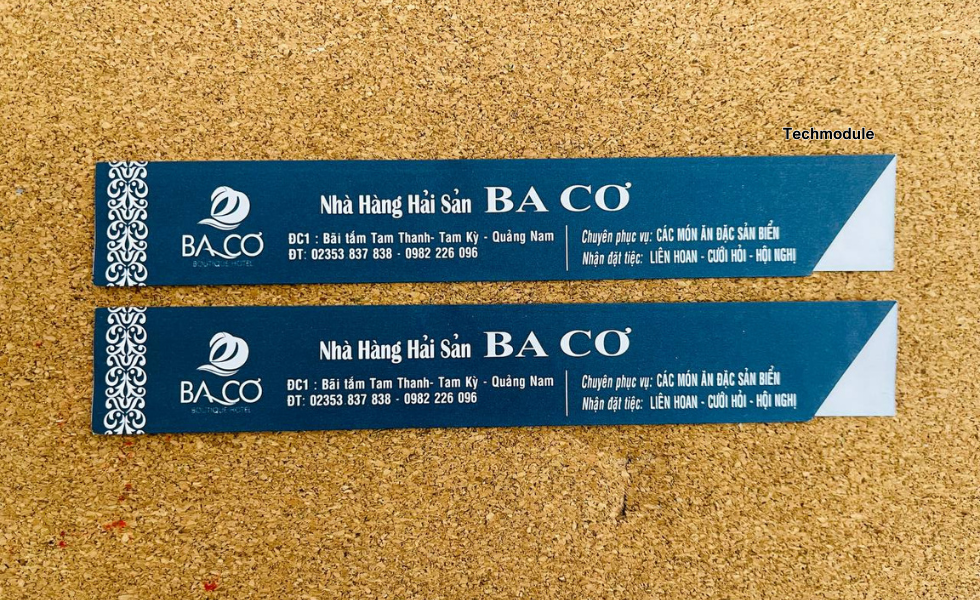 Techmodule
BA CƠ
BOUTIQUE HOTEL
Nhà Hàng Hải Sản BA CƠ
ĐC1 : Bãi tắm Tam Thanh- Tam Kỳ - Quảng Nam
ĐT: 02353 837 838 - 0982 226 096
Chuyên phục vụ: CÁC MÓN ĂN ĐẶC SẢN BIỂN
Nhận đặt tiệc: LIÊN HOAN - CƯỚI HỎI - HỘI NGHỊ
BA CƠ
BOUTIQUE HOTEL
Nhà Hàng Hải Sản BA CƠ
ĐC1 : Bãi tắm Tam Thanh- Tam Kỳ - Quảng Nam
ĐT: 02353 837 838 - 0982 226 096
Chuyên phục vụ: CÁC MÓN ĂN ĐẶC SẢN BIỂN
Nhận đặt tiệc: LIÊN HOAN - CƯỚI HỎI - HỘI NGHỊ